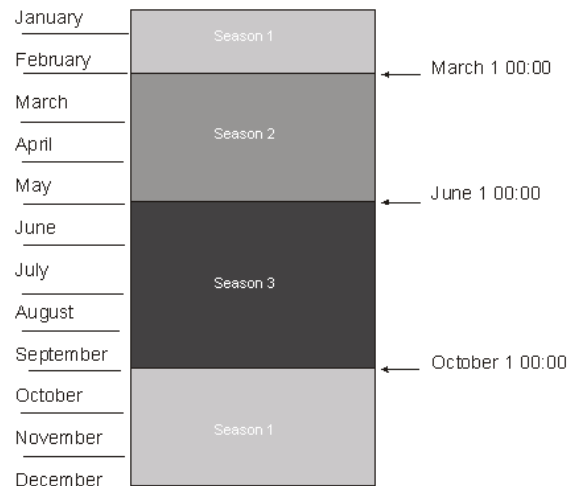 January
Season 1
February
March 1 00:00
March
Season 2
April
May
June 1 00:00
June
July
Season 3
August
September
October 1 00:00
October
Season 1
November
December